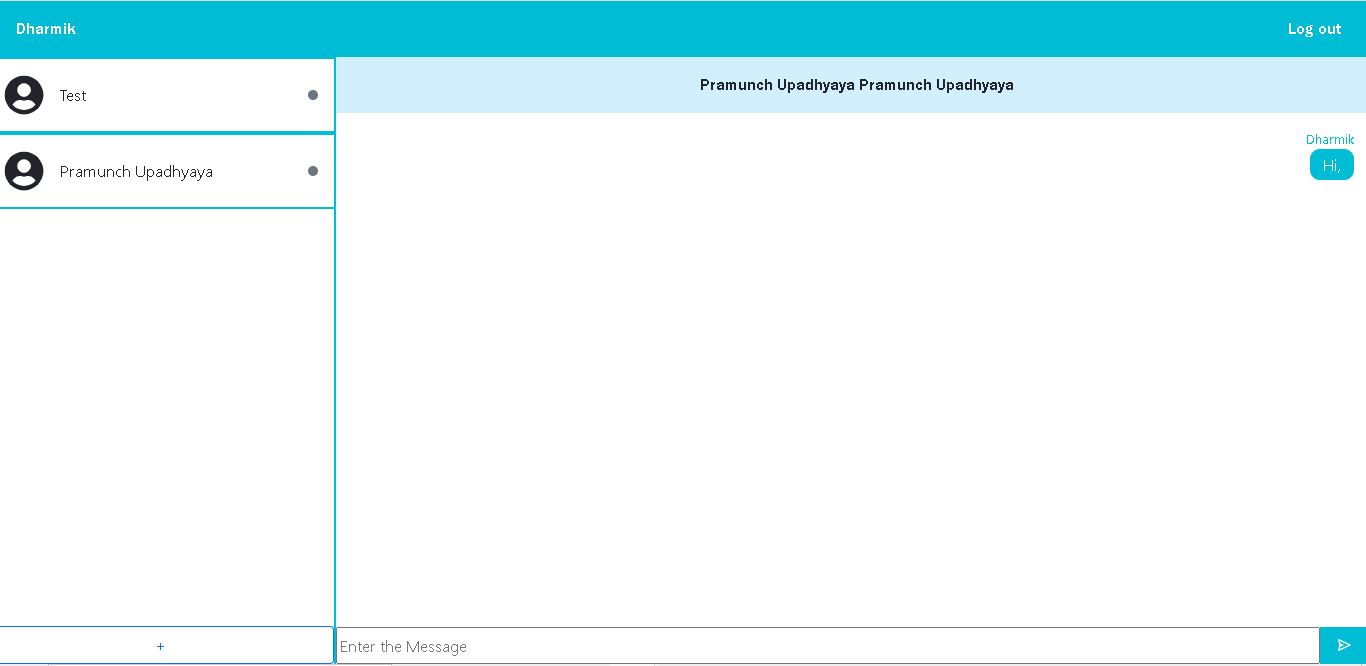 Dharmik
Log out
Test
Pramunch Upadhyaya
Pramunch Upadhyaya Pramunch Upadhyaya
Dharmik
Hi,
+
Enter the Message